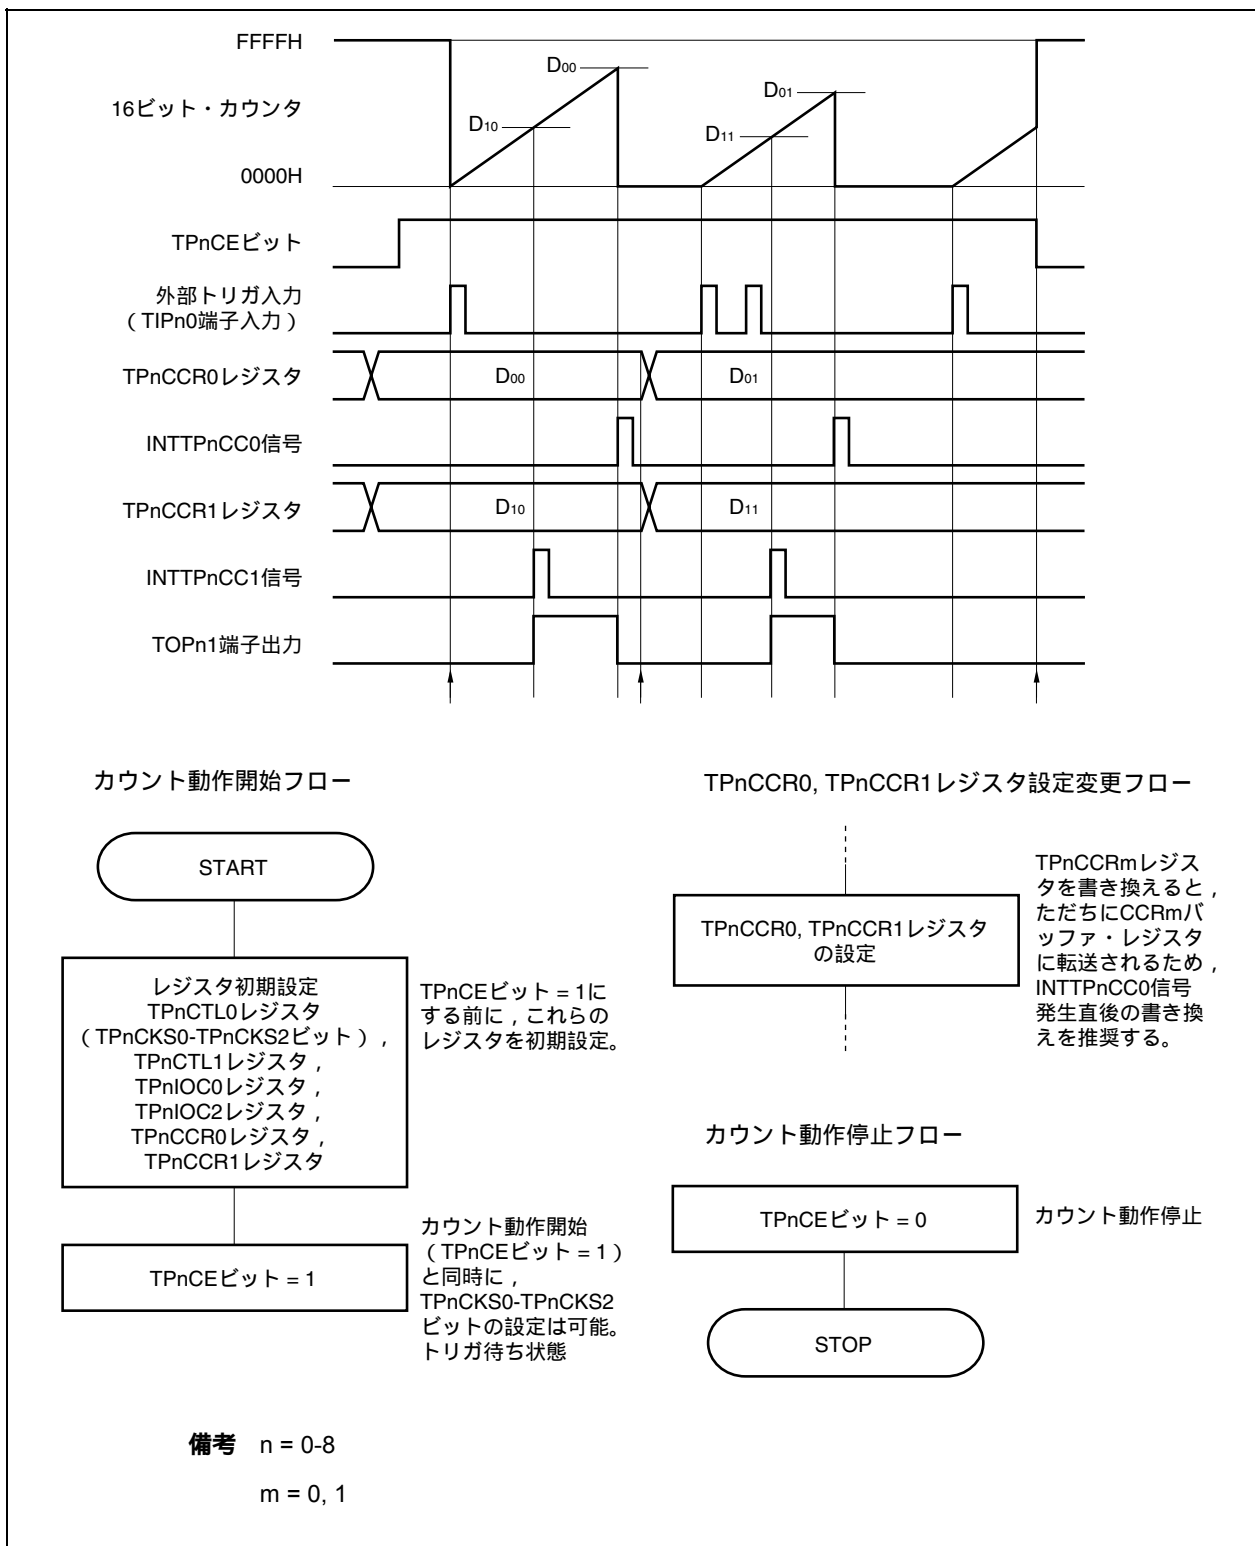 FFFFH
D00
16ビット・カウンタ
D01
D10
D11
0000H
TPnCEビット
外部トリガ入力
（TIPn0端子入力）
TPnCCR0レジスタ
D00
D01
INTTPnCC0信号
TPnCCR1レジスタ
D10
D11
INTTPnCC1信号
TOPn1端子出力
カウント動作開始フロー
START
レジスタ初期設定
TPnCTL0レジスタ
（TPnCKS0-TPnCKS2ビット），
TPnCTL1レジスタ，
TPnIOC0レジスタ，
TPnIOC2レジスタ，
TPnCCR0レジスタ，
TPnCCR1レジスタ
TPnCEビット = 1に
する前に，これらの
レジスタを初期設定。
TPnCEビット = 1
カウント動作開始
（TPnCEビット = 1）
と同時に，
TPnCKS0-TPnCKS2
ビットの設定は可能。
トリガ待ち状態
TPnCCR0, TPnCCR1レジスタ設定変更フロー
TPnCCR0, TPnCCR1レジスタ
の設定
TPnCCRmレジス
タを書き換えると，
ただちにCCRmバ
ッファ・レジスタ
に転送されるため，
INTTPnCC0信号
発生直後の書き換
えを推奨する。
カウント動作停止フロー
TPnCEビット = 0
カウント動作停止
STOP
備考 n = 0-8
m = 0, 1